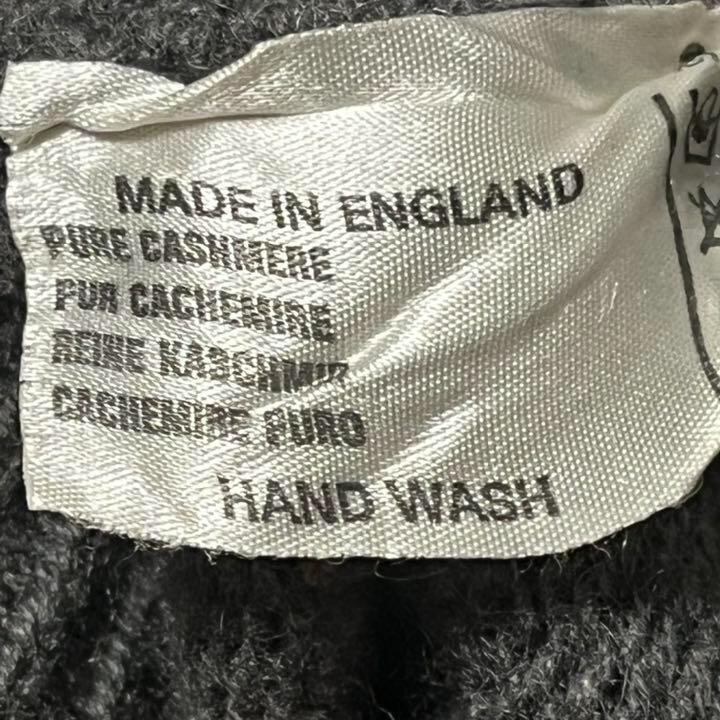 MADE IN ENGLAND
PURE CASHMERE
PUR CACHEMIRE
REINE KASCHMIR
CACHEMIRE PURO
HAND WASH